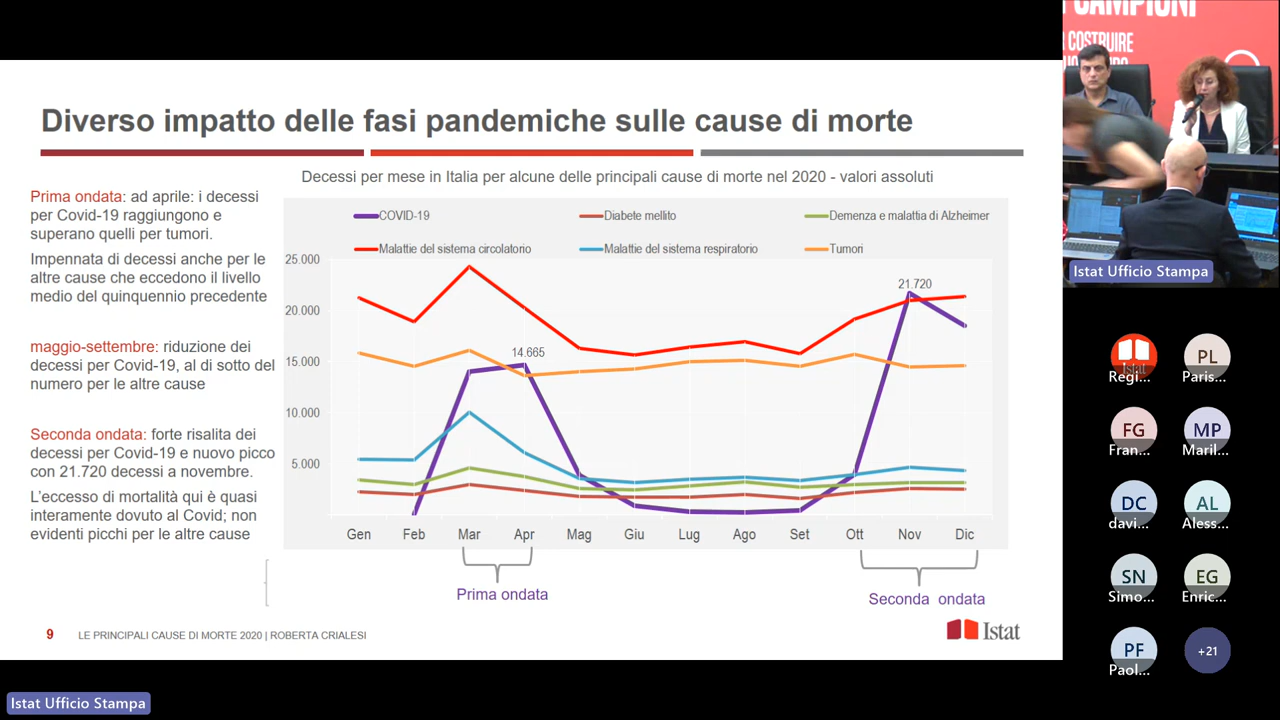 Diverso impatto delle fasi pandemiche sulle cause di morte
Prima ondata: ad aprile: i decessi
per Covid-19 raggiungono e
superano quelli per tumori.
Impennata di decessi anche per le
altre cause che eccedono il livello
medio del quinquennio precedente
maggio-settembre: riduzione dei
decessi per Covid-19, al di sotto del
numero per le altre cause
Seconda ondata: forte risalita dei
decessi per Covid-19 e nuovo picco
con 21.720 decessi a novembre.
L'eccesso di mortalità qui è quasi
interamente dovuto al Covid; non
evidenti picchi per le altre cause
Decessi per mese in Italia per alcune delle principali cause di morte nel 2020 - valori assoluti
COVID-19 Diabete mellito Demenza e malattia di Alzheimer
Malattie del sistema circolatorio Malattie del sistema respiratorio Tumori
25.000
20.000
15.000
10.000
5.000
14.665
21.720
Gen Feb Mar Apr Mag Giu Lug Ago Set Ott Nov Dic
Prima ondata
Seconda ondata
9 LE PRINCIPALI CAUSE DI MORTE 2020 | ROBERTA CRIALESI
Istat
Istat Ufficio Stampa
CAMPIONI
COSTRUIRE
Istat Ufficio Stampa
Istat
Regi... Paris...
PL
FG MP
Fran... Maril...
DC AL
davi... Aless...
SN EG
Simo... Enric...
PF +21
Paol...